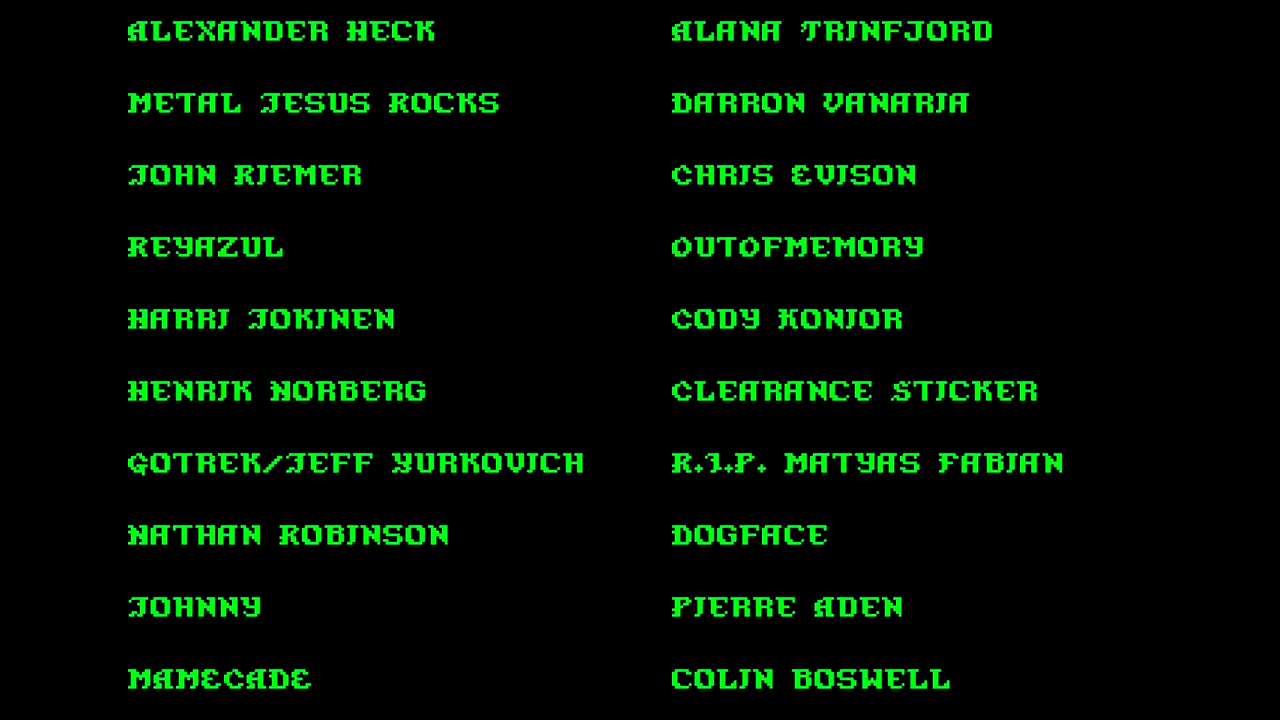 ALEXANDER HECK
ALANA TRINFJORD
METAL JESUS ROCKS
DARRON VANARIA
JOHN RIEMER
CHRIS EVISON
REYAZUL
OUTOFMEMORY
HARRI JOKINEN
CODY KONIOR
HENRIK NORBERG
CLEARANCE STICKER
GOTREK/JEFF YURKOVICH
R.I.P. MATYAS FABIAN
NATHAN ROBINSON
DOGFACE
JOHNNY
PIERRE ADEN
MAMECADE
COLIN BOSWELL